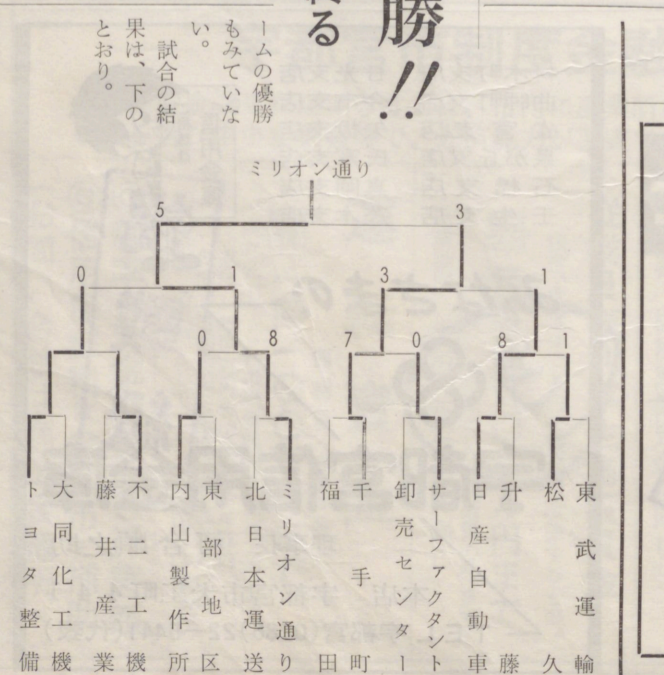 勝!!
る
ームの優勝
もみていな
い。
試合の結
果は、下の
とおり。
ミリオン通り
5 3
0 1 3 1
0 8 7 0 8 1
東武運輸
松久
升藤
日産自動車
サーファクタント
卸売センター
千手町
福田
ミリオン通り
北日本運送
東部地区
内山製作所
不二工機
藤井産業
大同化工機
トヨタ整備